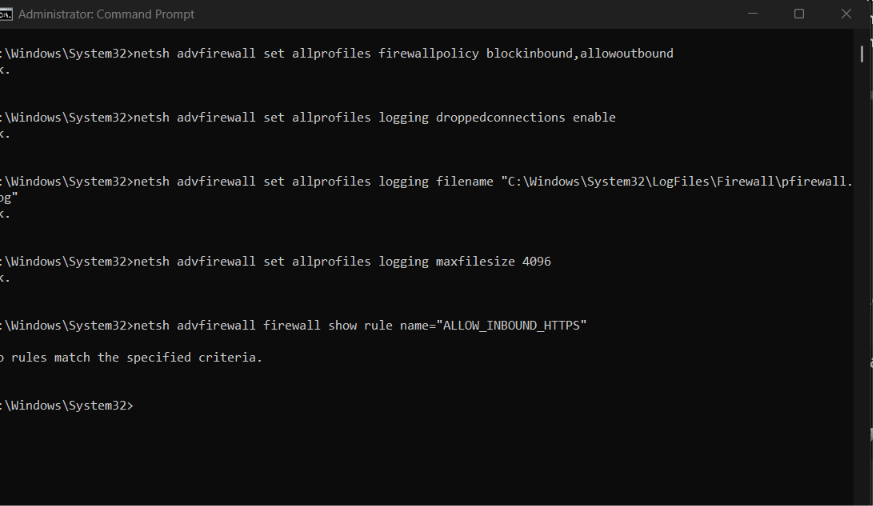 Administrator: Command Prompt
:\Windows\System32>netsh advfirewall set allprofiles firewallpolicy blockinbound,allowoutbound
k.
:\Windows\System32>netsh advfirewall set allprofiles logging droppedconnections enable
k.
:\Windows\System32>netsh advfirewall set allprofiles logging filename "C:\Windows\System32\LogFiles\Firewall\pfirewall.
og"
k.
:\Windows\System32>netsh advfirewall set allprofiles logging maxfilesize 4096
k.
:\Windows\System32>netsh advfirewall firewall show rule name="ALLOW_INBOUND_HTTPS"
o rules match the specified criteria.
:\Windows\System32>